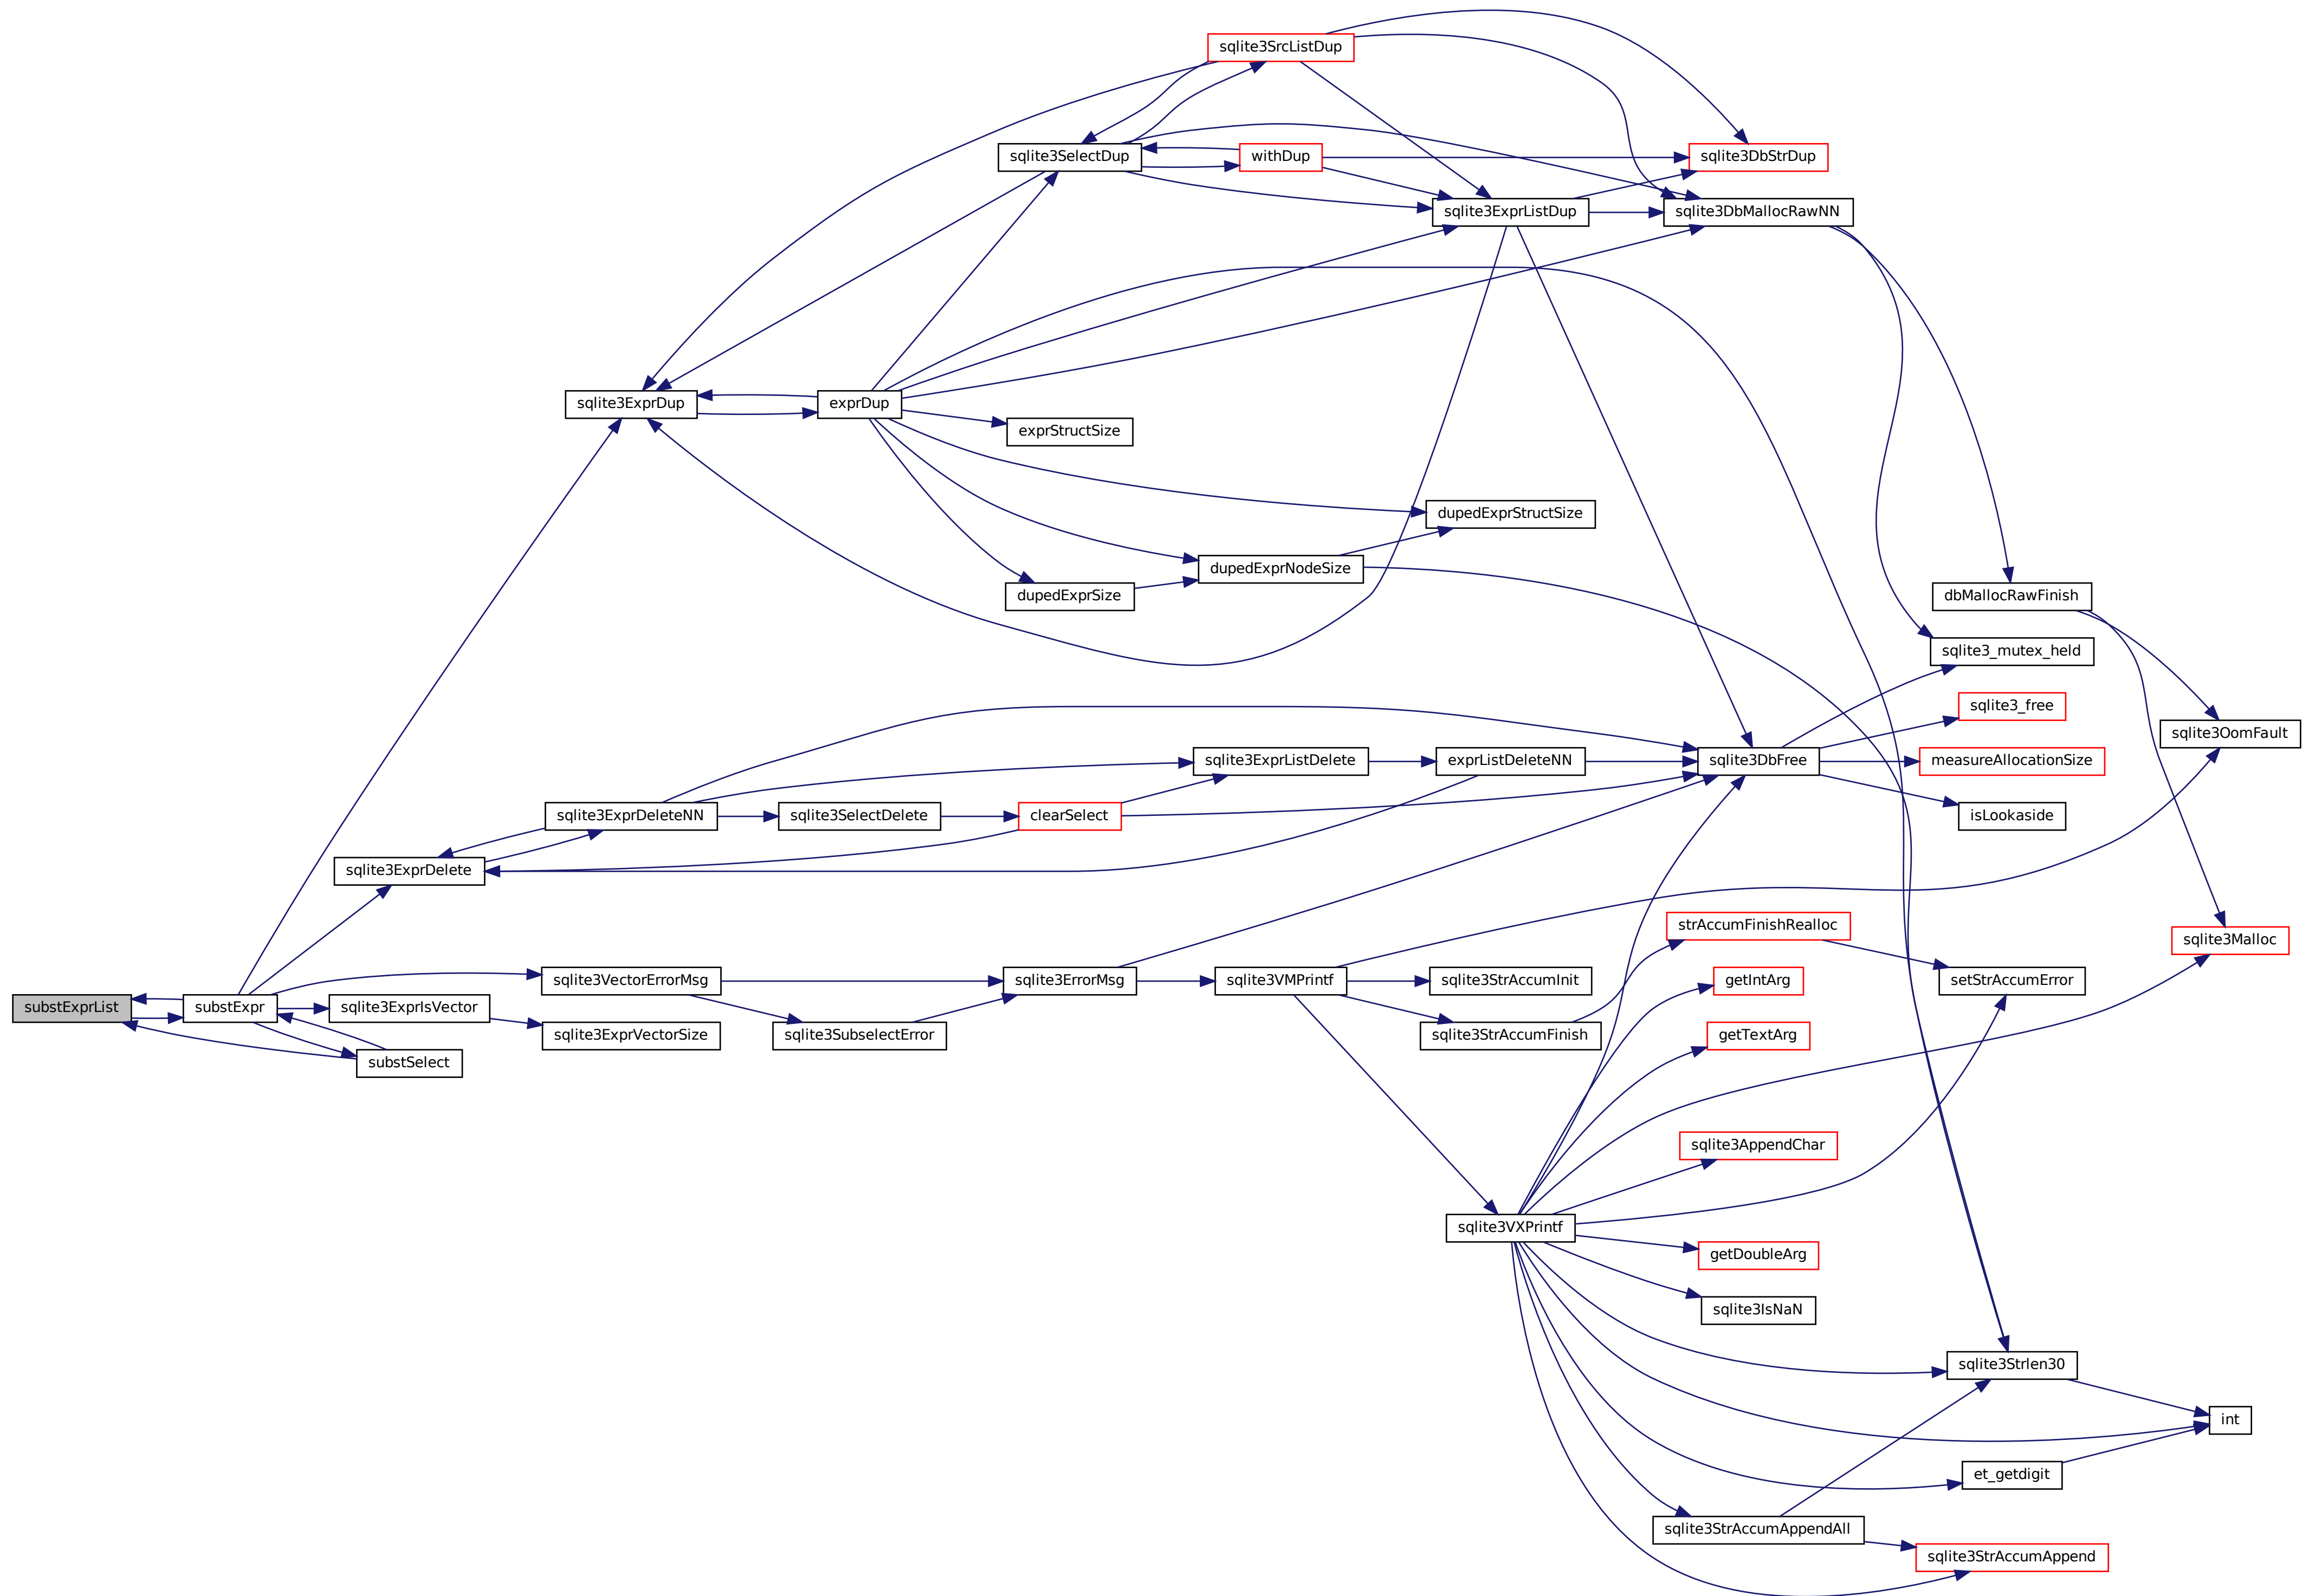 sqlite3SrcListDup
sqlite3SelectDup
withDup
sqlite3DbStrDup
sqlite3ExprListDup
sqlite3DbMallocRawNN
sqlite3ExprDup
exprDup
exprStructSize
dupedExprStructSize
dupedExprNodeSize
dupedExprSize
dbMallocRawFinish
sqlite3_mutex_held
sqlite3_free
sqlite3OomFault
sqlite3ExprListDelete
exprListDeleteNN
sqlite3DbFree
measureAllocationSize
sqlite3ExprDeleteNN
sqlite3SelectDelete
clearSelect
isLookaside
sqlite3ExprDelete
strAccumFinishRealloc
sqlite3Malloc
sqlite3VectorErrorMsg
sqlite3ErrorMsg
sqlite3VMPrintf
sqlite3StrAccumInit
getIntArg
setStrAccumError
substExprList
substExpr
sqlite3ExprIsVector
sqlite3ExprVectorSize
sqlite3SubselectError
sqlite3StrAccumFinish
getTextArg
substSelect
sqlite3AppendChar
sqlite3VXPrintf
getDoubleArg
sqlite3IsNaN
sqlite3Strlen30
int
et_getdigit
sqlite3StrAccumAppendAll
sqlite3StrAccumAppend